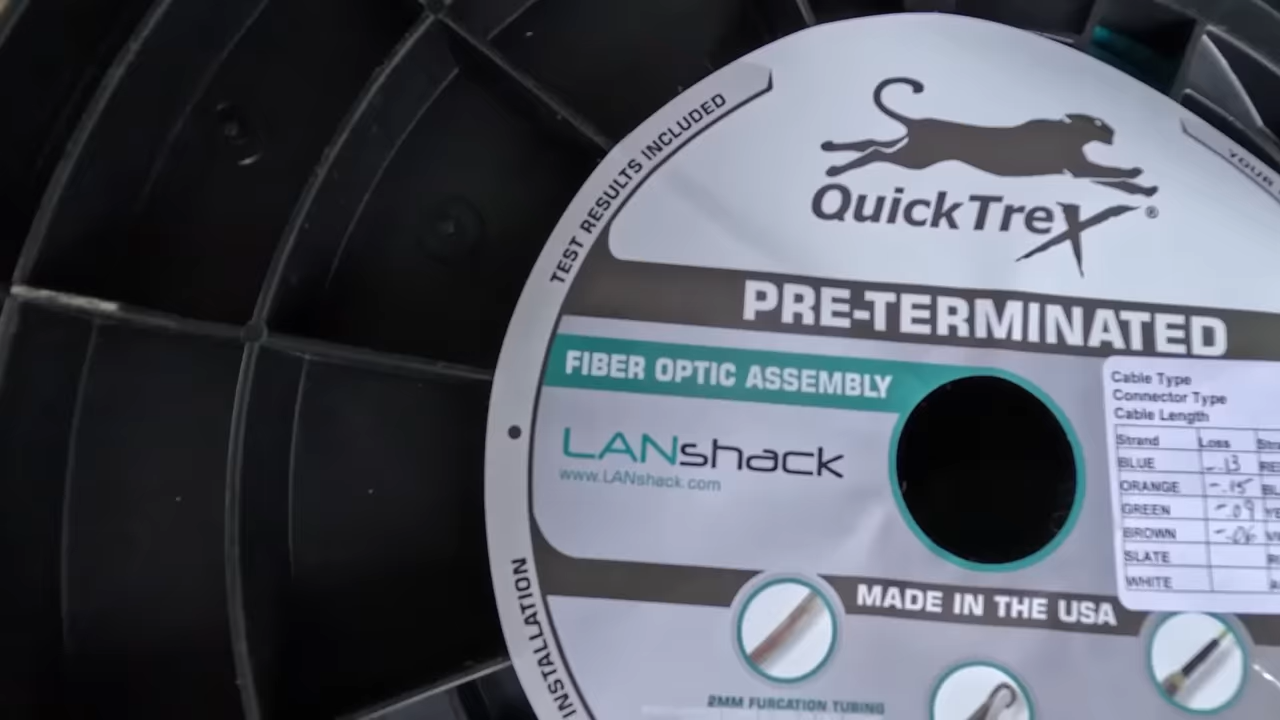 TEST RESULTS INCLUDED
YOUR
QuickTreX®
PRE-TERMINATED
FIBER OPTIC ASSEMBLY
LANshack
www.LANshack.com
Cable Type
Connector Type
Cable Length
Strand Loss
BLUE -.13
ORANGE -.15
GREEN -.09
BROWN -.06
SLATE
WHITE
MADE IN THE USA
INSTALLATION
2MM FURCATION TUBING